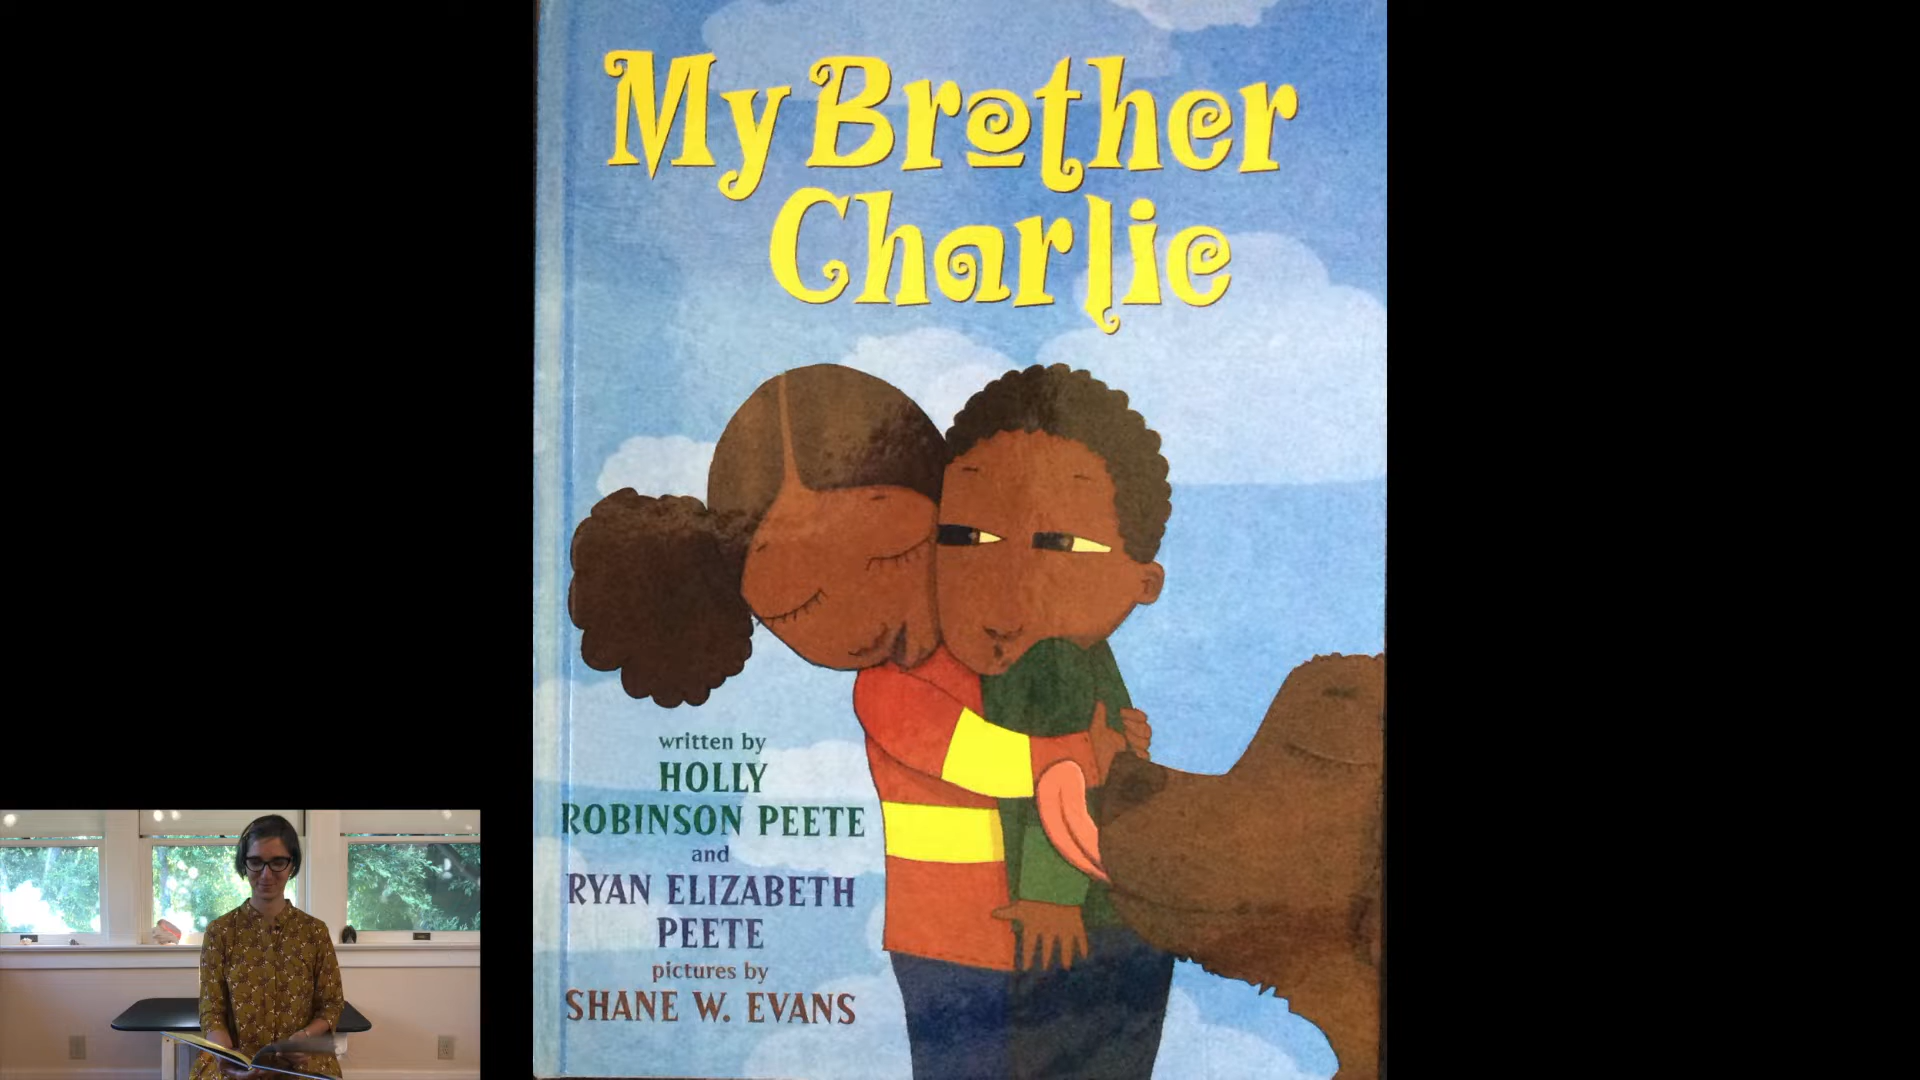 My Brother
Charlie
written by
HOLLY
ROBINSON PEETE
and
RYAN ELIZABETH
PEETE
pictures by
SHANE W. EVANS